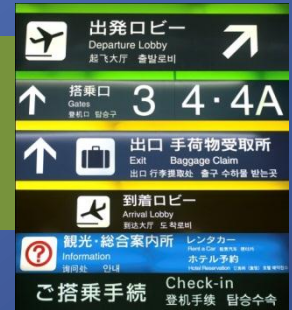 出発ロビー
Departure Lobby
起飞大厅 출발로비
搭乗口 3 4・4A
Gates
登机口 탑승구
出口 手荷物受取所
Exit Baggage Claim
出口 行李提取处 출구 수하물 받는곳
到着ロビー
Arrival Lobby
到达大厅 도착로비
観光・総合案内所 レンタカー
Information Rent a Car
询问处 안내 ホテル予約
Hotel Reservation
ご搭乗手続 Check-in
登机手续 탑승수속